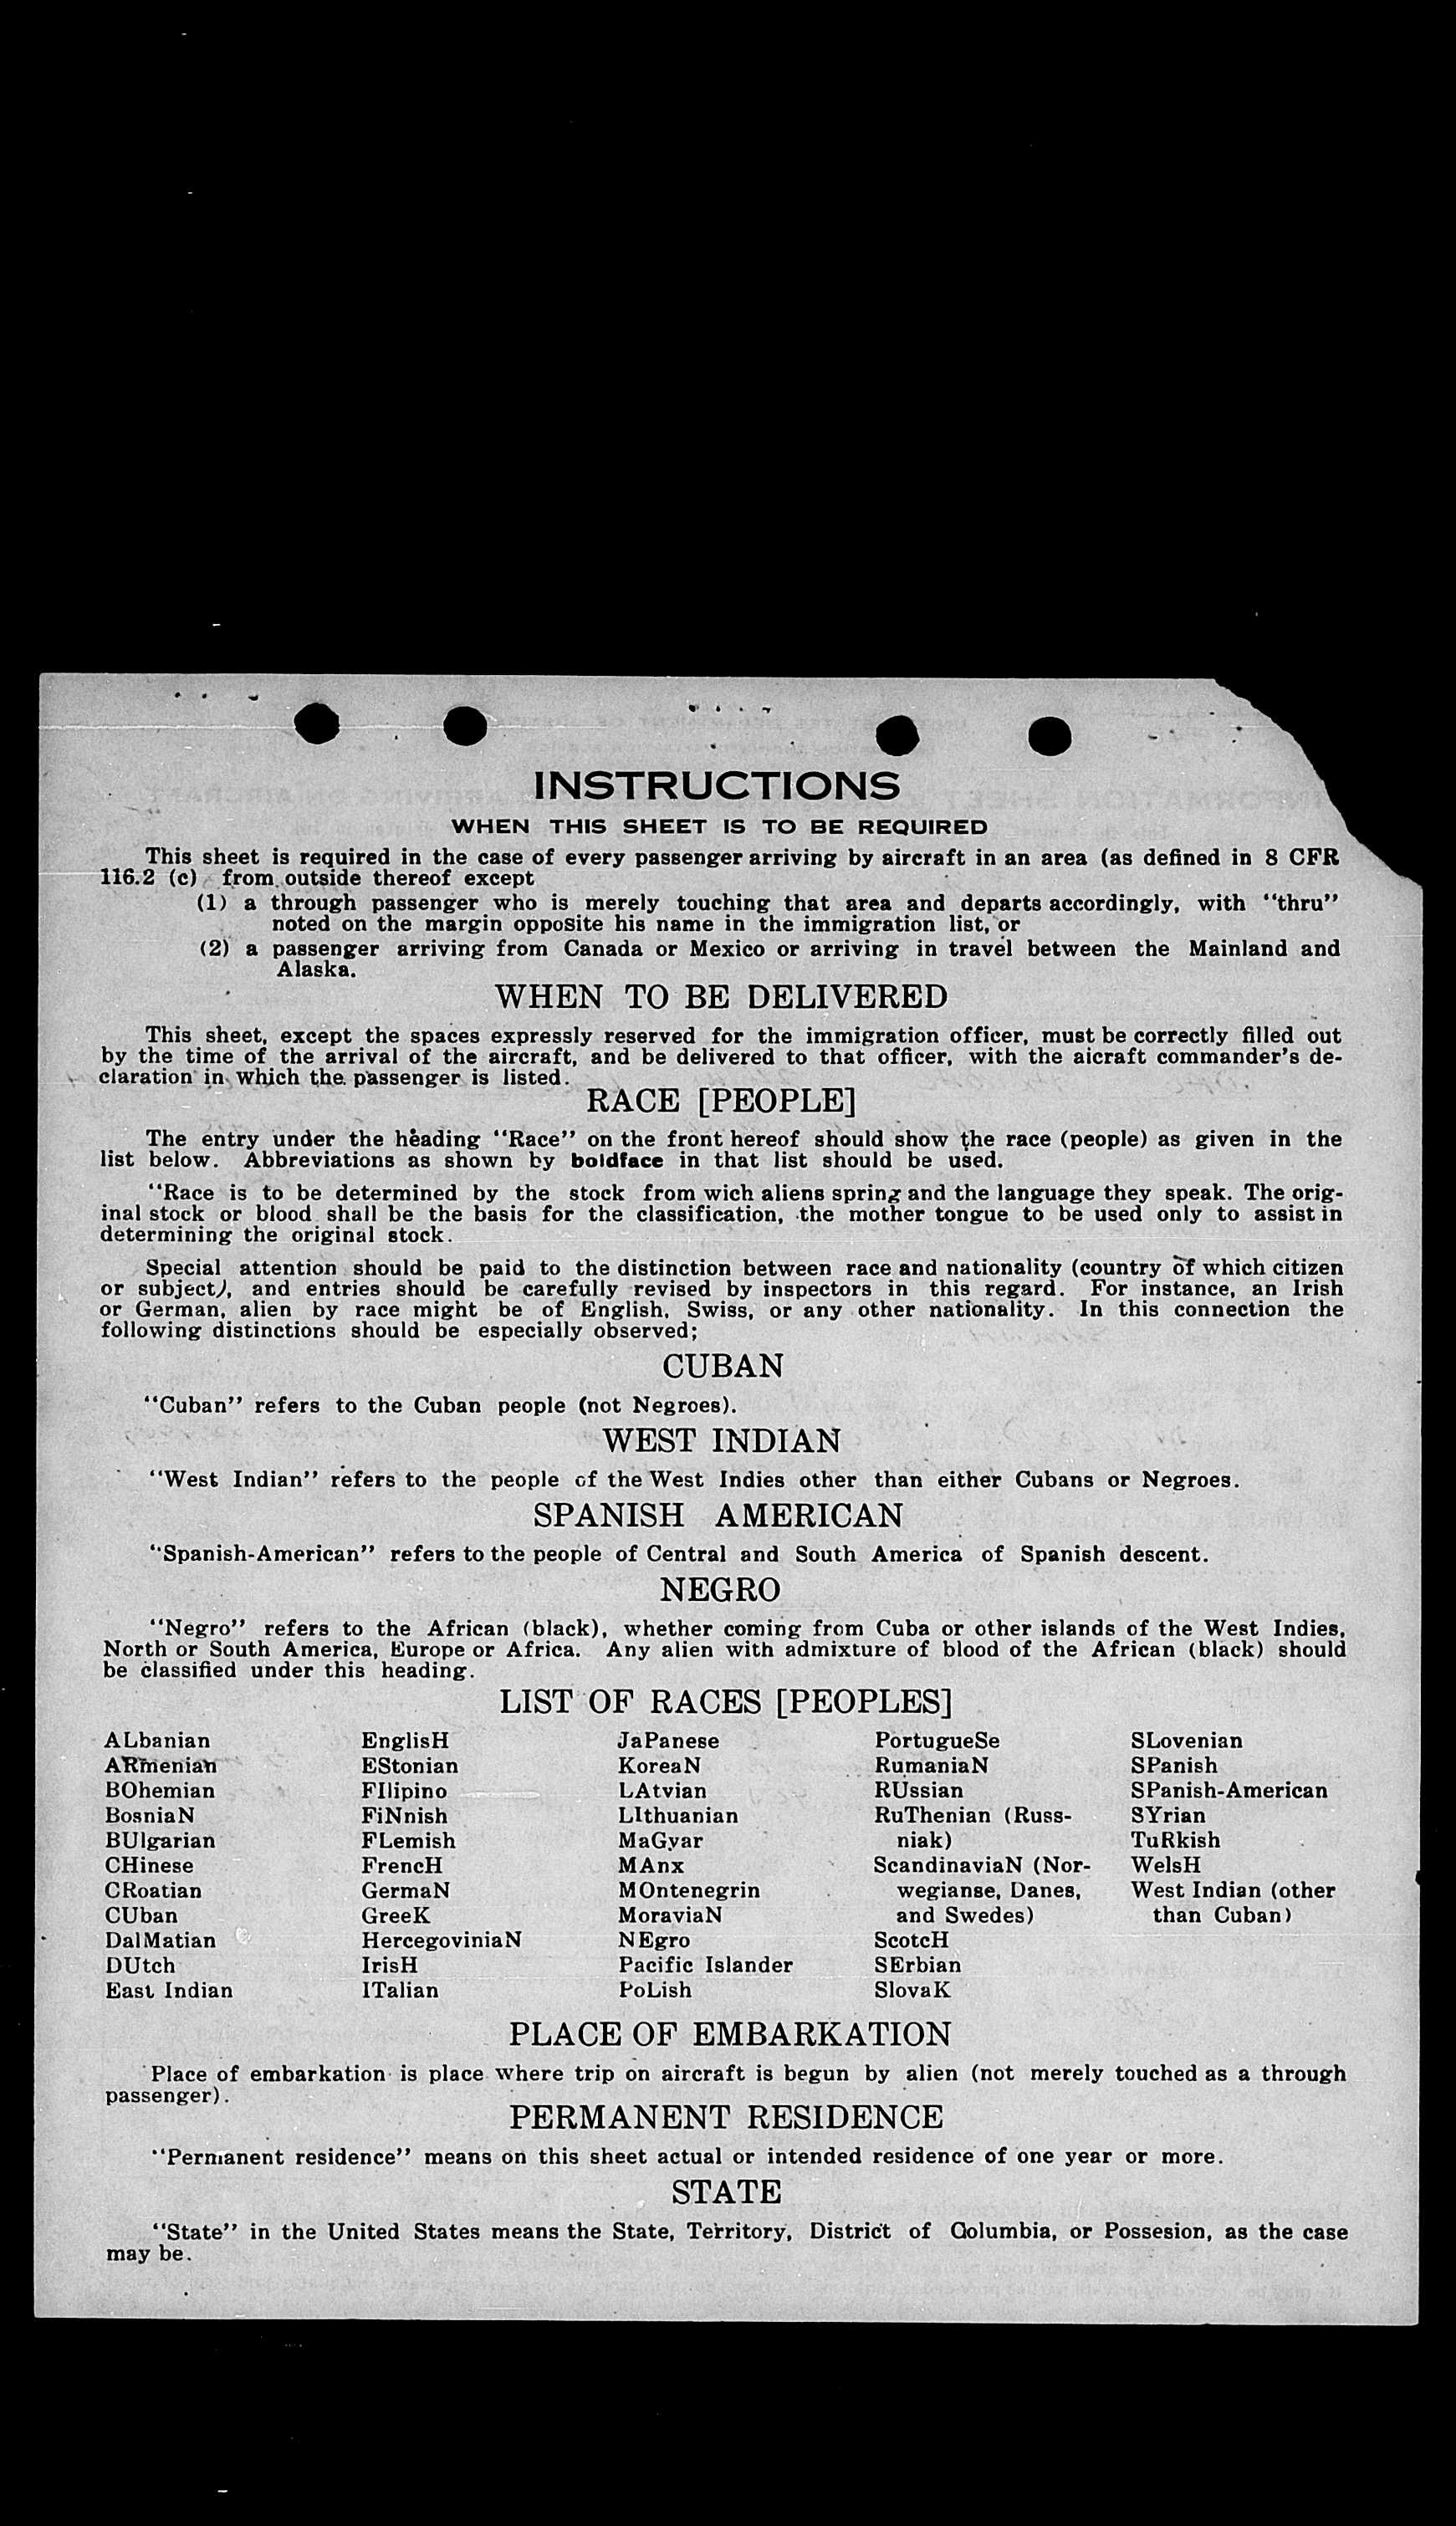 INSTRUCTIONS
WHEN THIS SHEET IS TO BE REQUIRED
This sheet is required in the case of every passenger arriving by aircraft in an area (as defined in 8 CFR
116.2 (c) from outside thereof except
(1) a through passenger who is merely touching that area and departs accordingly, with "thru"
noted on the margin opposite his name in the immigration list, or
(2) a passenger arriving from Canada or Mexico or arriving in travel between the Mainland and
Alaska.
WHEN TO BE DELIVERED
This sheet, except the spaces expressly reserved for the immigration officer, must be correctly filled out
by the time of the arrival of the aircraft, and be delivered to that officer, with the aicraft commander's de-
claration in which the passenger is listed.
RACE [PEOPLE]
The entry under the heading "Race" on the front hereof should show the race (people) as given in the
list below. Abbreviations as shown by boldface in that list should be used.
"Race is to be determined by the stock from wich aliens spring and the language they speak. The orig-
inal stock or blood shall be the basis for the classification, the mother tongue to be used only to assist in
determining the original stock.
Special attention should be paid to the distinction between race and nationality (country of which citizen
or subject), and entries should be carefully revised by inspectors in this regard. For instance, an Irish
or German, alien by race might be of English, Swiss, or any other nationality. In this connection the
following distinctions should be especially observed;
CUBAN
"Cuban" refers to the Cuban people (not Negroes).
WEST INDIAN
"West Indian" refers to the people of the West Indies other than either Cubans or Negroes.
SPANISH AMERICAN
"Spanish-American" refers to the people of Central and South America of Spanish descent.
NEGRO
"Negro" refers to the African (black), whether coming from Cuba or other islands of the West Indies,
North or South America, Europe or Africa. Any alien with admixture of blood of the African (black) should
be classified under this heading.
LIST OF RACES [PEOPLES]
ALbanian
ARmenian
BOhemian
BosniaN
BUlgarian
CHinese
CRoatian
CUban
DalMatian
DUtch
East Indian
EnglisH
EStonian
FIlipino
FiNnish
FLemish
FrencH
GermaN
GreeK
HercegoviniaN
IrisH
ITalian
JaPanese
KoreaN
LAtvian
LIthuanian
MaGyar
MAnx
MOntenegrin
MoraviaN
NEgro
Pacific Islander
PoLish
PortugueSe
RumaniaN
RUssian
RuThenian (Russ-
niak)
ScandinaviaN (Nor-
wegianse, Danes,
and Swedes)
ScotcH
SErbian
SlovaK
SLovenian
SPanish
SPanish-American
SYrian
TuRkish
WelsH
West Indian (other
than Cuban)
PLACE OF EMBARKATION
Place of embarkation is place where trip on aircraft is begun by alien (not merely touched as a through
passenger).
PERMANENT RESIDENCE
"Permanent residence" means on this sheet actual or intended residence of one year or more.
STATE
"State" in the United States means the State, Territory, District of Columbia, or Possesion, as the case
may be.